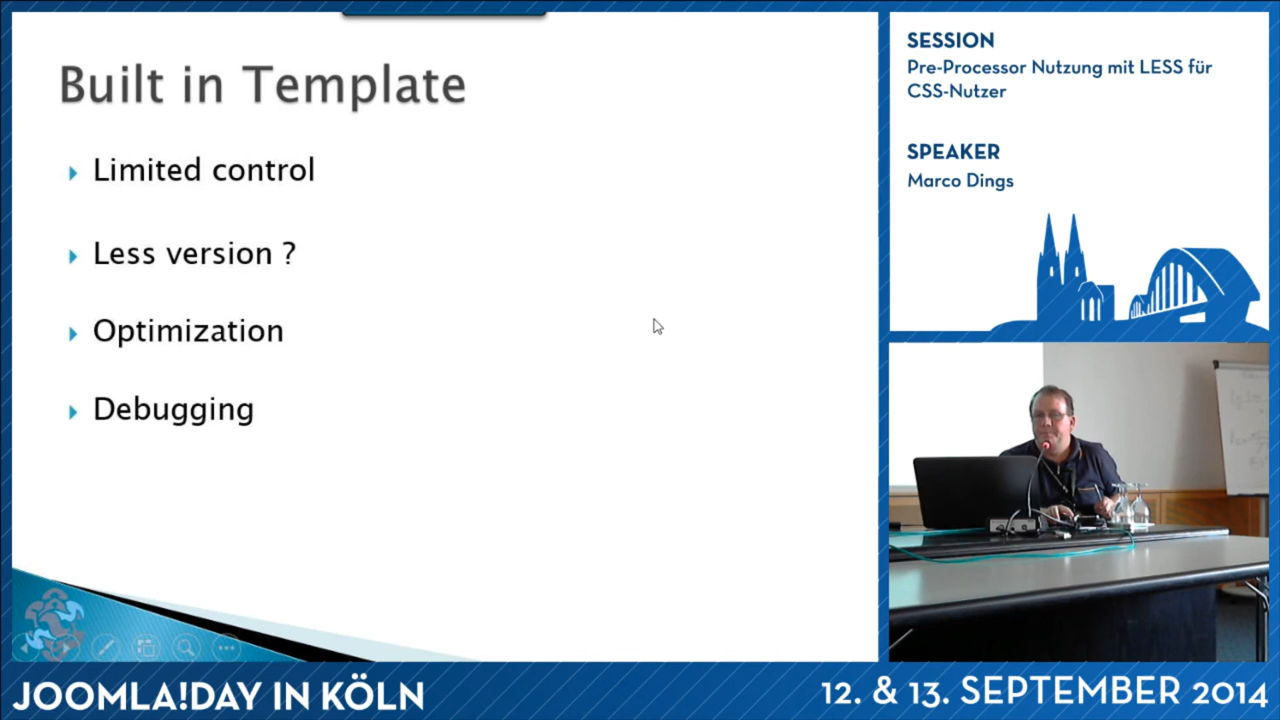 Built in Template
Limited control
Less version ?
Optimization
Debugging
SESSION
Pre-Processor Nutzung mit LESS für
CSS-Nutzer
SPEAKER
Marco Dings
JOOMLA!DAY IN KÖLN
12. & 13. SEPTEMBER 2014